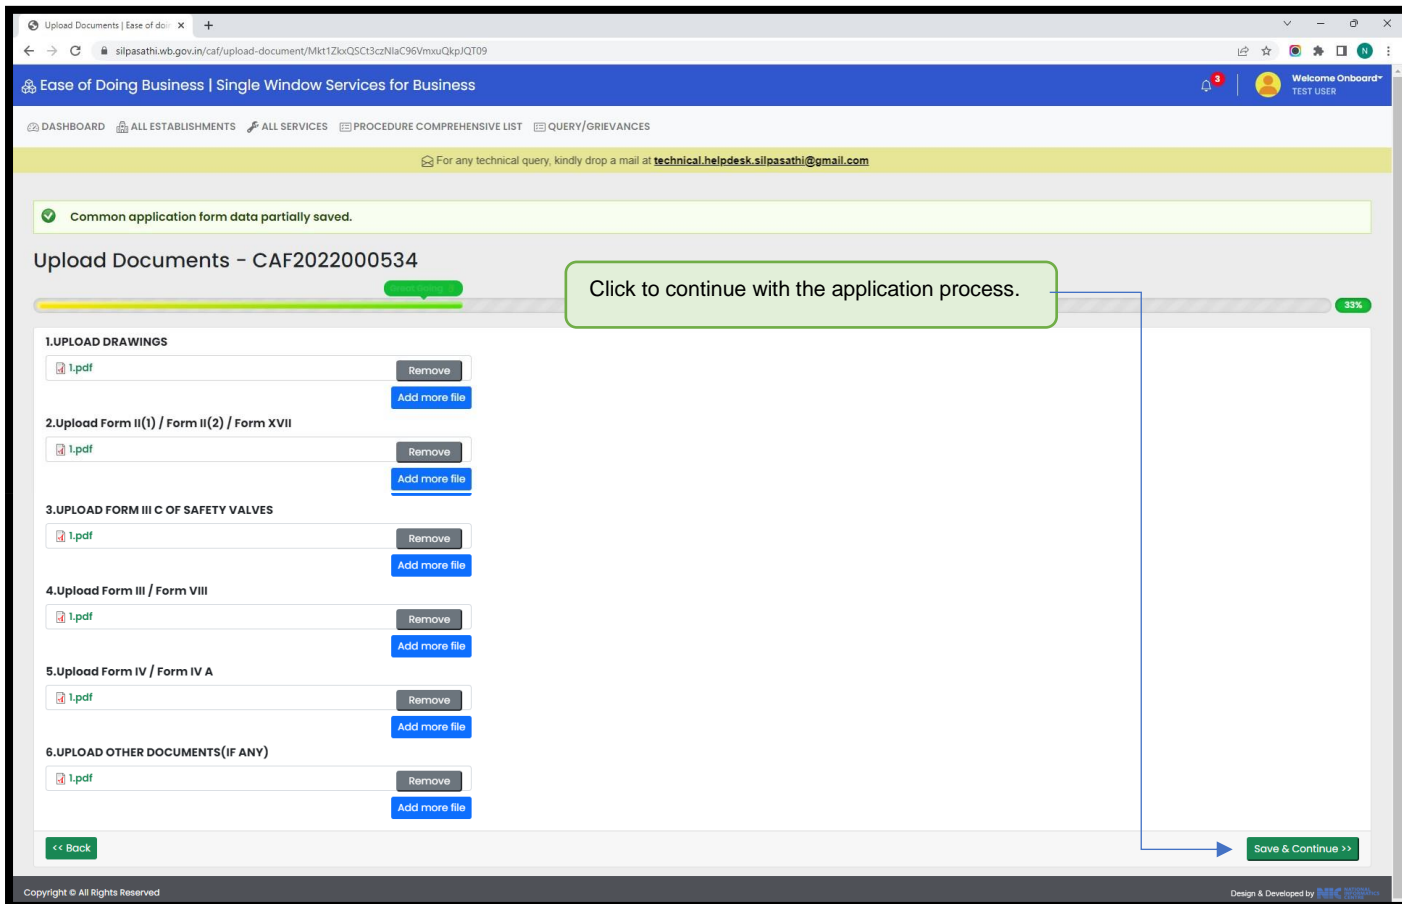 Upload Documents | Ease of doi
silpasathi.wb.gov.in/caf/upload-document/Mkt1ZkxQSCt3czNlaC96VmxuQkpJQT09
N
Ease of Doing Business | Single Window Services for Business
3
Welcome Onboard
TEST USER
DASHBOARD ALL ESTABLISHMENTS ALL SERVICES PROCEDURE COMPREHENSIVE LIST QUERY/GRIEVANCES
For any technical query, kindly drop a mail at technical.helpdesk.silpasathi@gmail.com
Common application form data partially saved.
Upload Documents - CAF2022000534
Great Going :)
Click to continue with the application process.
33%
1.UPLOAD DRAWINGS
1.pdf
Remove
Add more file
2.Upload Form II(1) / Form II(2) / Form XVII
1.pdf
Remove
Add more file
3.UPLOAD FORM III C OF SAFETY VALVES
1.pdf
Remove
Add more file
4.Upload Form III / Form VIII
1.pdf
Remove
Add more file
5.Upload Form IV / Form IV A
1.pdf
Remove
Add more file
6.UPLOAD OTHER DOCUMENTS(IF ANY)
1.pdf
Remove
Add more file
<< Back
Save & Continue >>
Copyright © All Rights Reserved
Design & Developed by NIC NATIONAL INFORMATICS CENTRE